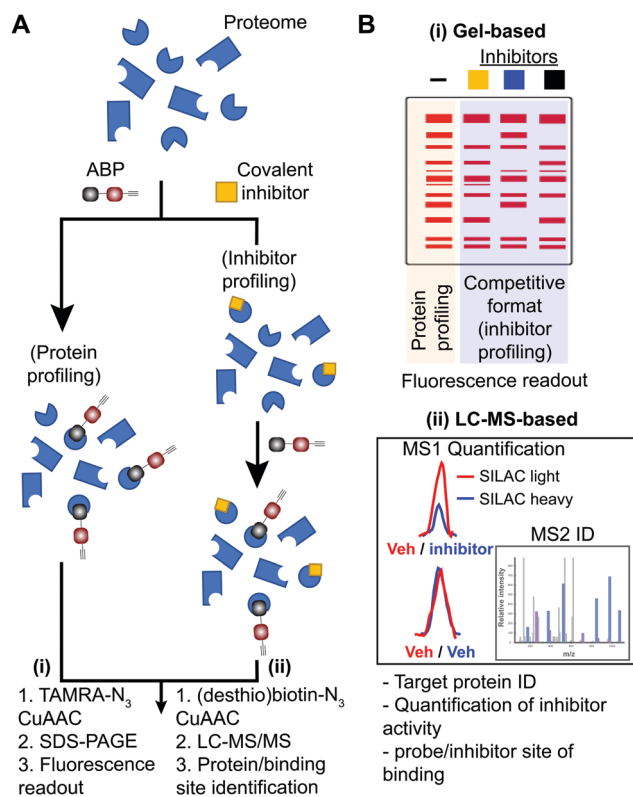 A
Proteome
ABP
Covalent
inhibitor
(Inhibitor
profiling)
(Protein
profiling)
(i)
(ii)
1. TAMRA-N3
CuAAC
2. SDS-PAGE
3. Fluorescence
readout
1. (desthio)biotin-N3
CuAAC
2. LC-MS/MS
3. Protein/binding
site identification
B
(i) Gel-based
Inhibitors
Protein
profiling
Competitive
format
(inhibitor
profiling)
Fluorescence readout
(ii) LC-MS-based
MS1 Quantification
SILAC light
SILAC heavy
Veh / inhibitor
Veh / Veh
MS2 ID
Relative intensity
m/z
- Target protein ID
- Quantification of inhibitor
activity
- probe/inhibitor site of
binding